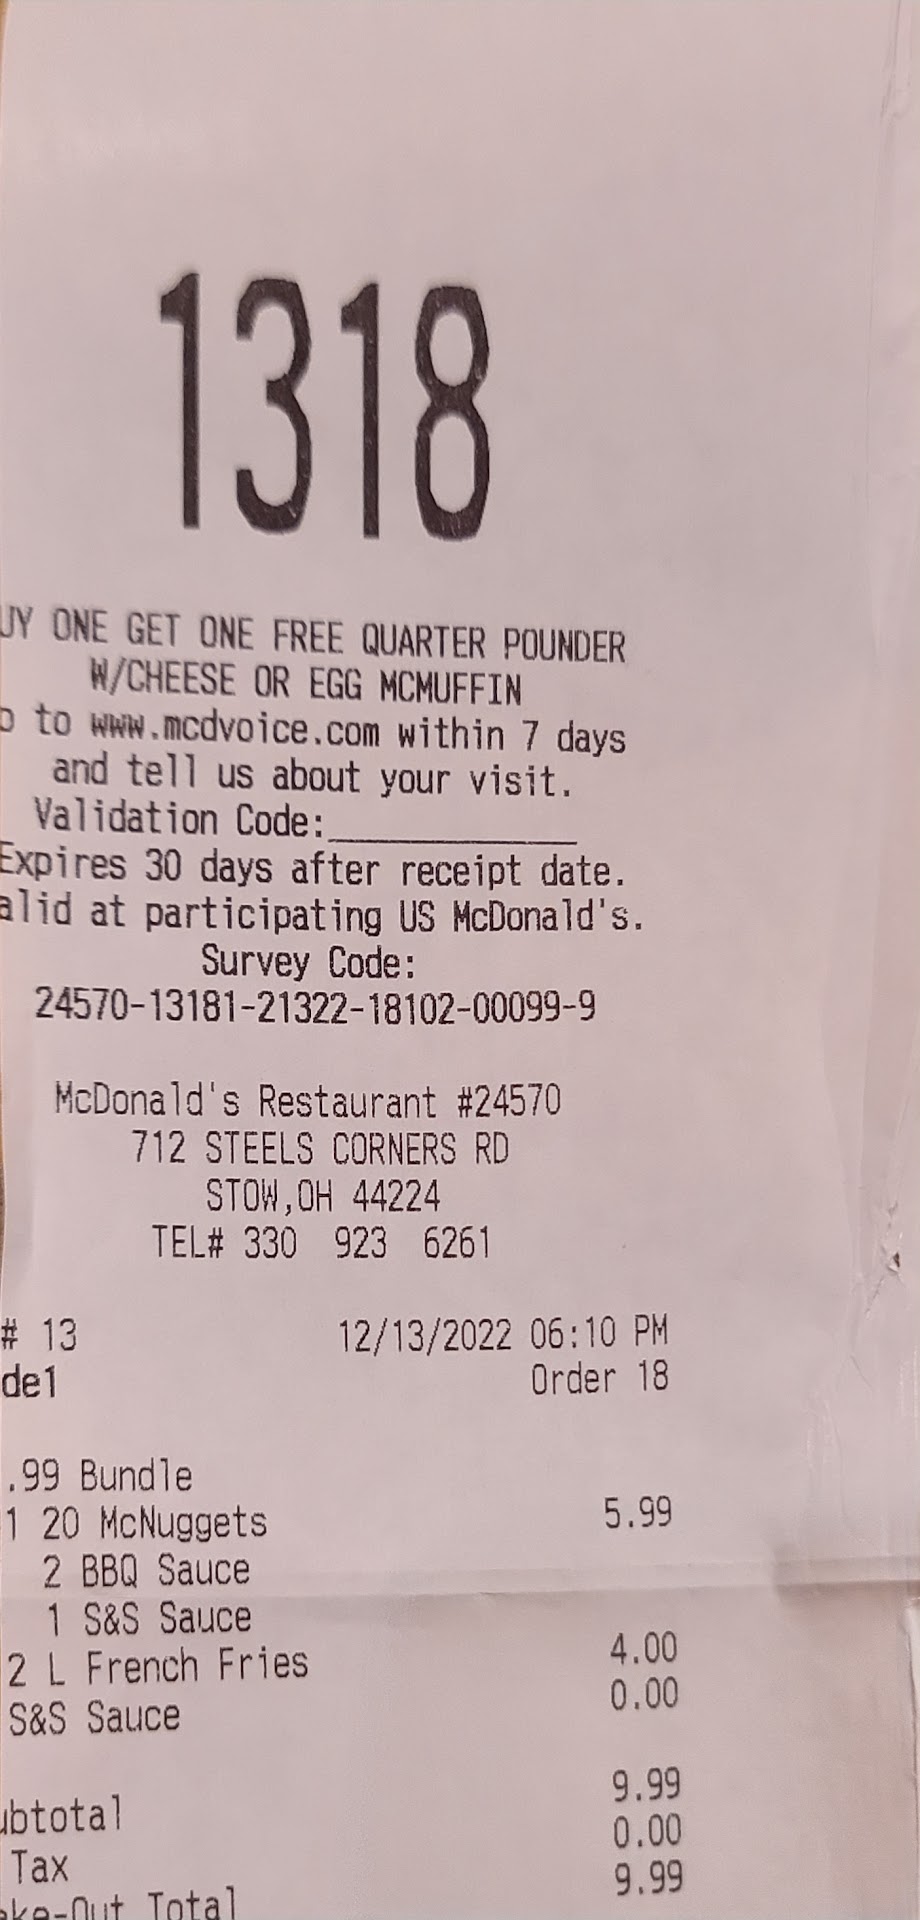 1318
UY ONE GET ONE FREE QUARTER POUNDER
W/CHEESE OR EGG MCMUFFIN
o to www.mcdvoice.com within 7 days
and tell us about your visit.
Validation Code:____________
Expires 30 days after receipt date.
alid at participating US McDonald's.
Survey Code:
24570-13181-21322-18102-00099-9
McDonald's Restaurant #24570
712 STEELS CORNERS RD
STOW,OH 44224
TEL# 330 923 6261
# 13 12/13/2022 06:10 PM
de1 Order 18
.99 Bundle
1 20 McNuggets 5.99
2 BBQ Sauce
1 S&S Sauce
2 L French Fries 4.00
S&S Sauce 0.00
ubtotal 9.99
Tax 0.00
ake-Out Total 9.99